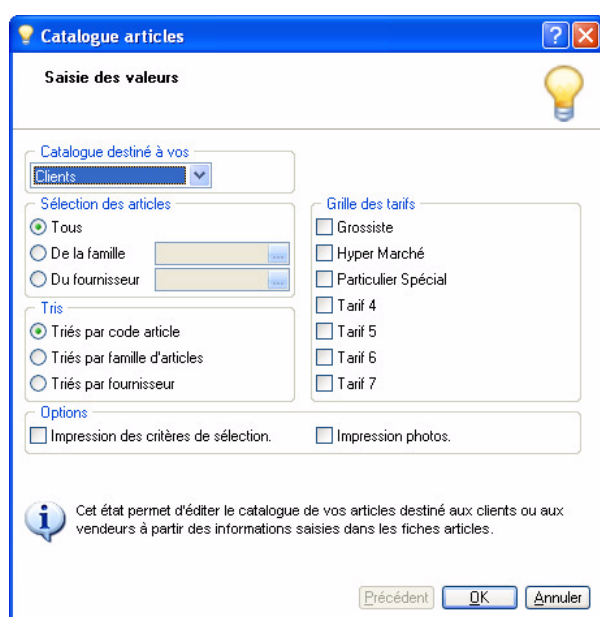 Catalogue articles
Saisie des valeurs
Catalogue destiné à vos
Clients
Sélection des articles
Tous
De la famille
...
Du fournisseur
...
Tris
Triés par code article
Triés par famille d'articles
Triés par fournisseur
Grille des tarifs
Grossiste
Hyper Marché
Particulier Spécial
Tarif 4
Tarif 5
Tarif 6
Tarif 7
Options
Impression des critères de sélection.
Impression photos.
Cet état permet d'éditer le catalogue de vos articles destiné aux clients ou aux
vendeurs à partir des informations saisies dans les fiches articles.
Précédent
OK
Annuler